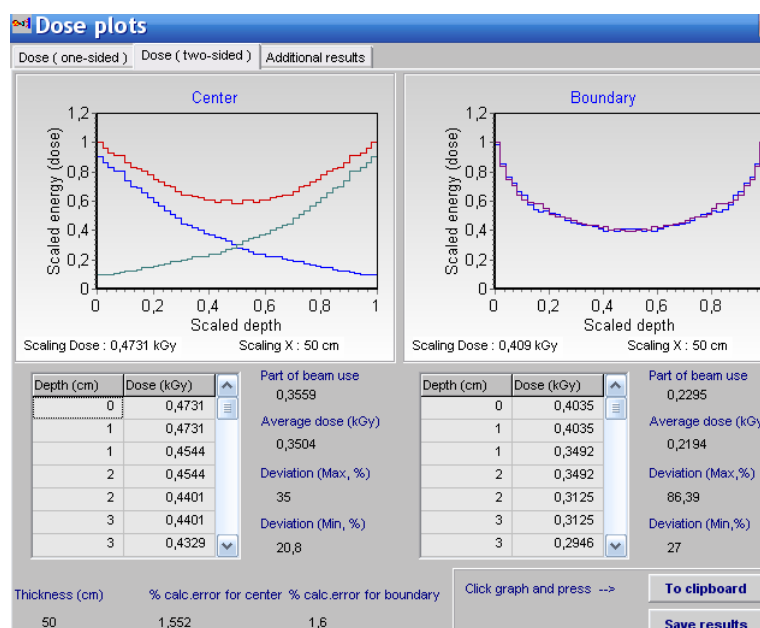 Dose plots
Dose ( one-sided ) Dose ( two-sided ) Additional results
Center
Scaled energy (dose)
1,2
1
0,8
0,6
0,4
0,2
0
0 0,2 0,4 0,6 0,8 1
Scaled depth
Scaling Dose : 0,4731 kGy Scaling X : 50 cm
Boundary
Scaled energy (dose)
1,2
1
0,8
0,6
0,4
0,2
0
0 0,2 0,4 0,6 0,8
Scaled depth
Scaling Dose : 0,409 kGy Scaling X : 50 cm
Depth (cm) Dose (kGy)
0 0,4731
1 0,4731
1 0,4544
2 0,4544
2 0,4401
3 0,4401
3 0,4329
Part of beam use
0,3559
Average dose (kGy)
0,3504
Deviation (Max, %)
35
Deviation (Min, %)
20,8
Depth (cm) Dose (kGy)
0 0,4035
1 0,4035
1 0,3492
2 0,3492
2 0,3125
3 0,3125
3 0,2946
Part of beam use
0,2295
Average dose (kGy
0,2194
Deviation (Max,%)
86,39
Deviation (Min,%)
27
Thickness (cm) % calc.error for center % calc.error for boundary
50 1,552 1,6
Click graph and press --> To clipboard
Save results